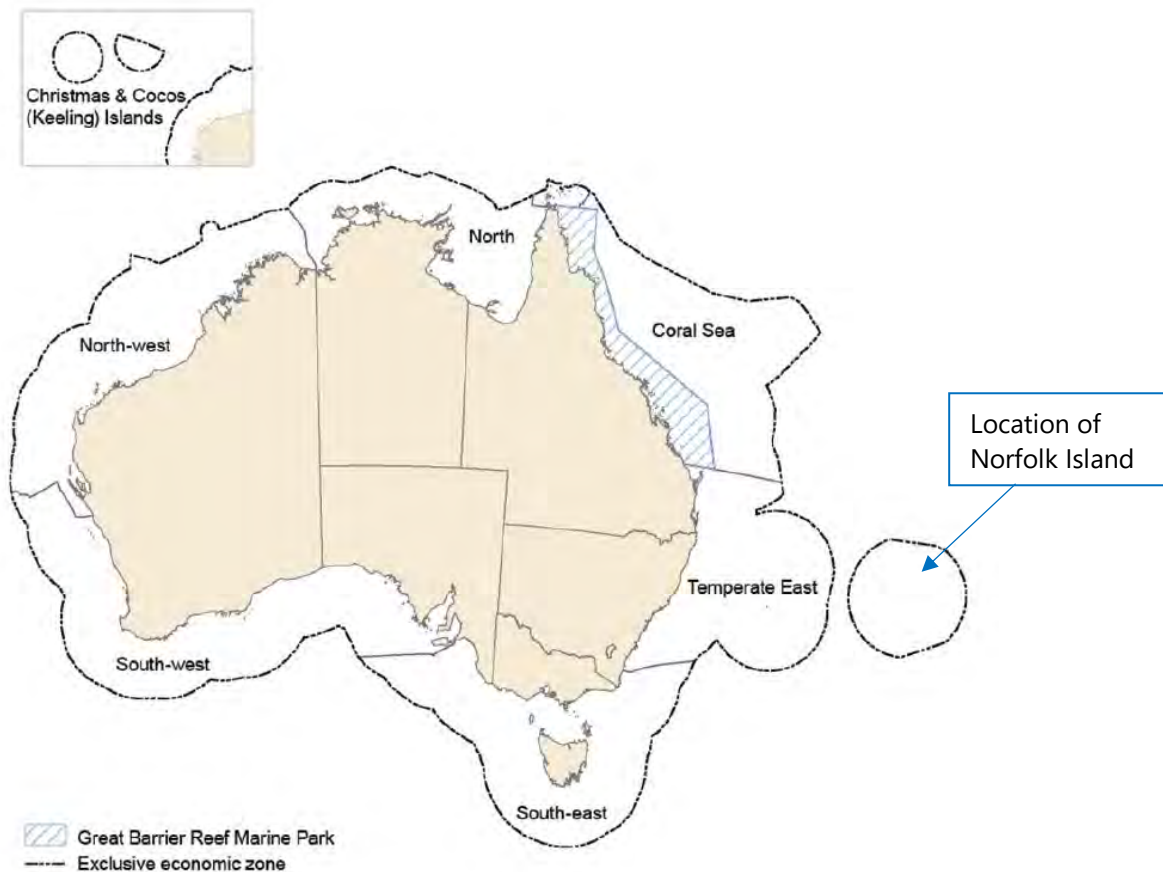 Christmas & Cocos
(Keeling) Islands
North
North-west
Coral Sea
Location of
Norfolk Island
Temperate East
South-west
South-east
Great Barrier Reef Marine Park
Exclusive economic zone